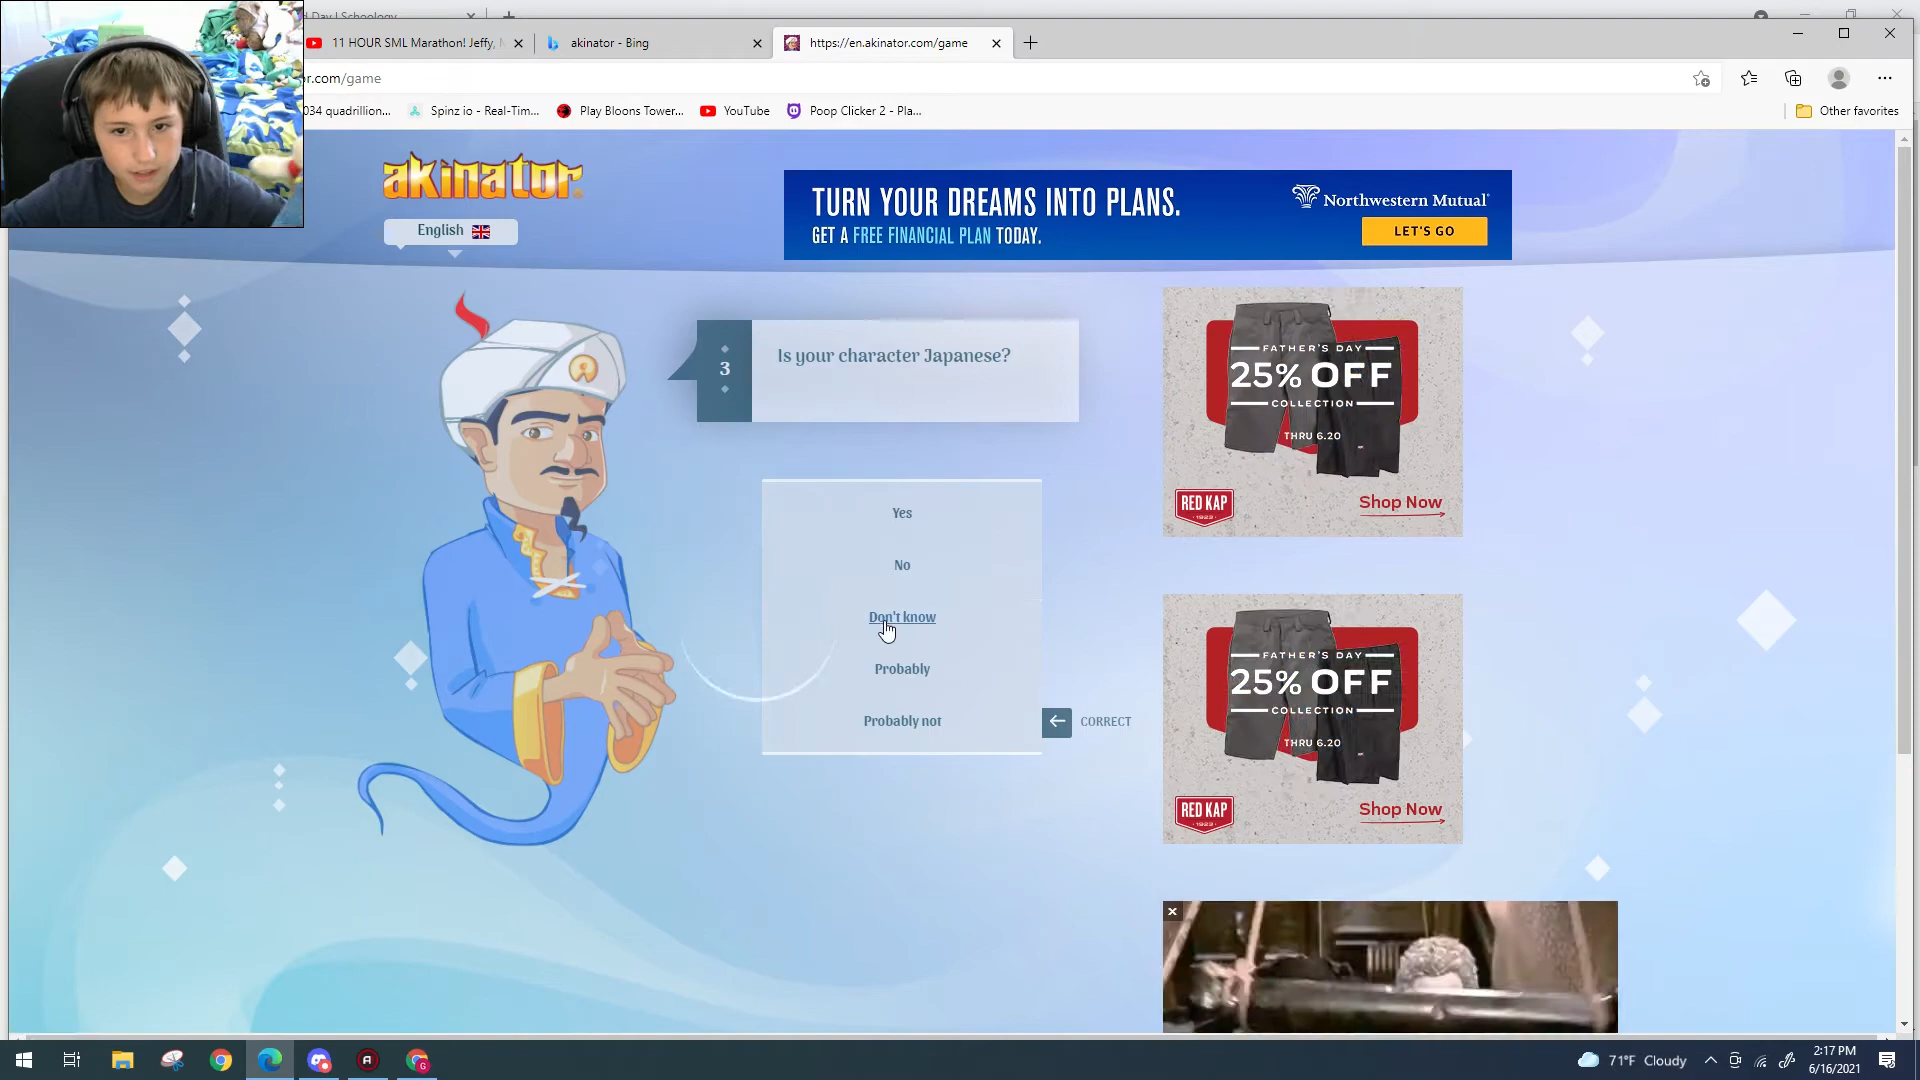 d Day | Schoology
11 HOUR SML Marathon! Jeffy,
akinator - Bing
https://en.akinator.com/game
r.com/game
034 quadrillion...
Spinz io - Real-Tim...
Play Bloons Tower...
YouTube
Poop Clicker 2 - Pla...
Other favorites
akinator
English
TURN YOUR DREAMS INTO PLANS.
GET A FREE FINANCIAL PLAN TODAY.
Northwestern Mutual
LET'S GO
3
Is your character Japanese?
Yes
No
Don't know
Probably
Probably not
CORRECT
FATHER'S DAY
25% OFF
COLLECTION
THRU 6.20
RED KAP
1923
Shop Now
FATHER'S DAY
25% OFF
COLLECTION
THRU 6.20
RED KAP
1923
Shop Now
71°F Cloudy
2:17 PM
6/16/2021